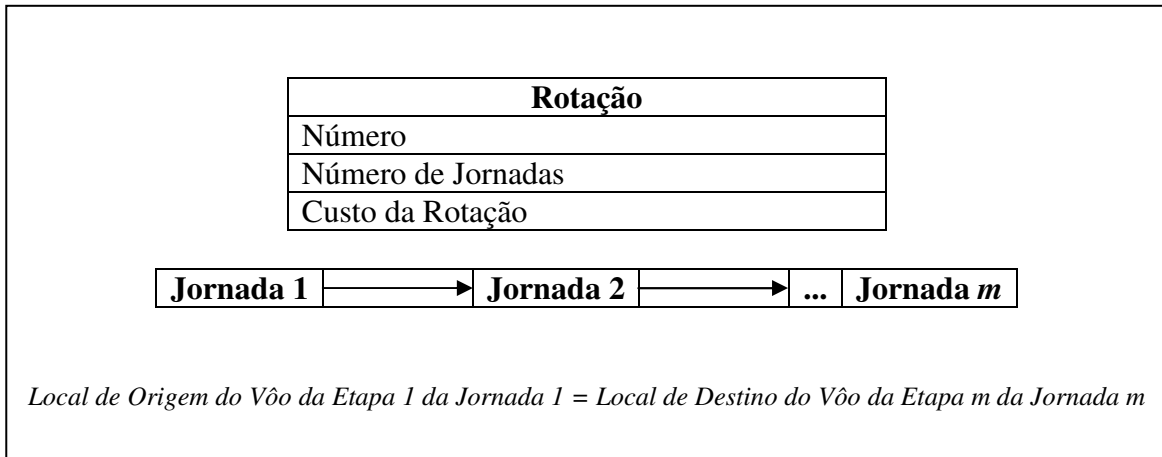 Rotação
Número
Número de Jornadas
Custo da Rotação
Jornada 1 Jornada 2 ... Jornada m
Local de Origem do Vôo da Etapa 1 da Jornada 1 = Local de Destino do Vôo da Etapa m da Jornada m